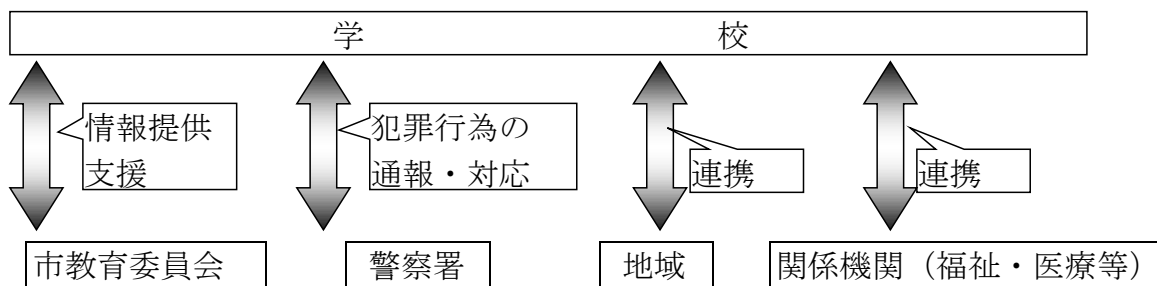 学校
情報提供
支援
犯罪行為の
通報・対応
連携
連携
市教育委員会
警察署
地域
関係機関（福祉・医療等）